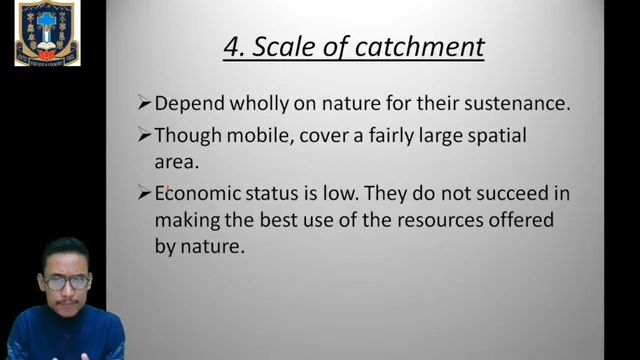 4. Scale of catchment
➢Depend wholly on nature for their sustenance.
➢Though mobile, cover a fairly large spatial
area.
➢Economic status is low. They do not succeed in
making the best use of the resources offered
by nature.